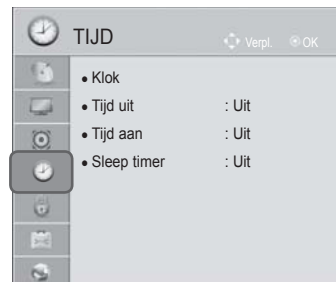 TIJD
Verpl. OK
• Klok
• Tijd uit : Uit
• Tijd aan : Uit
• Sleep timer : Uit